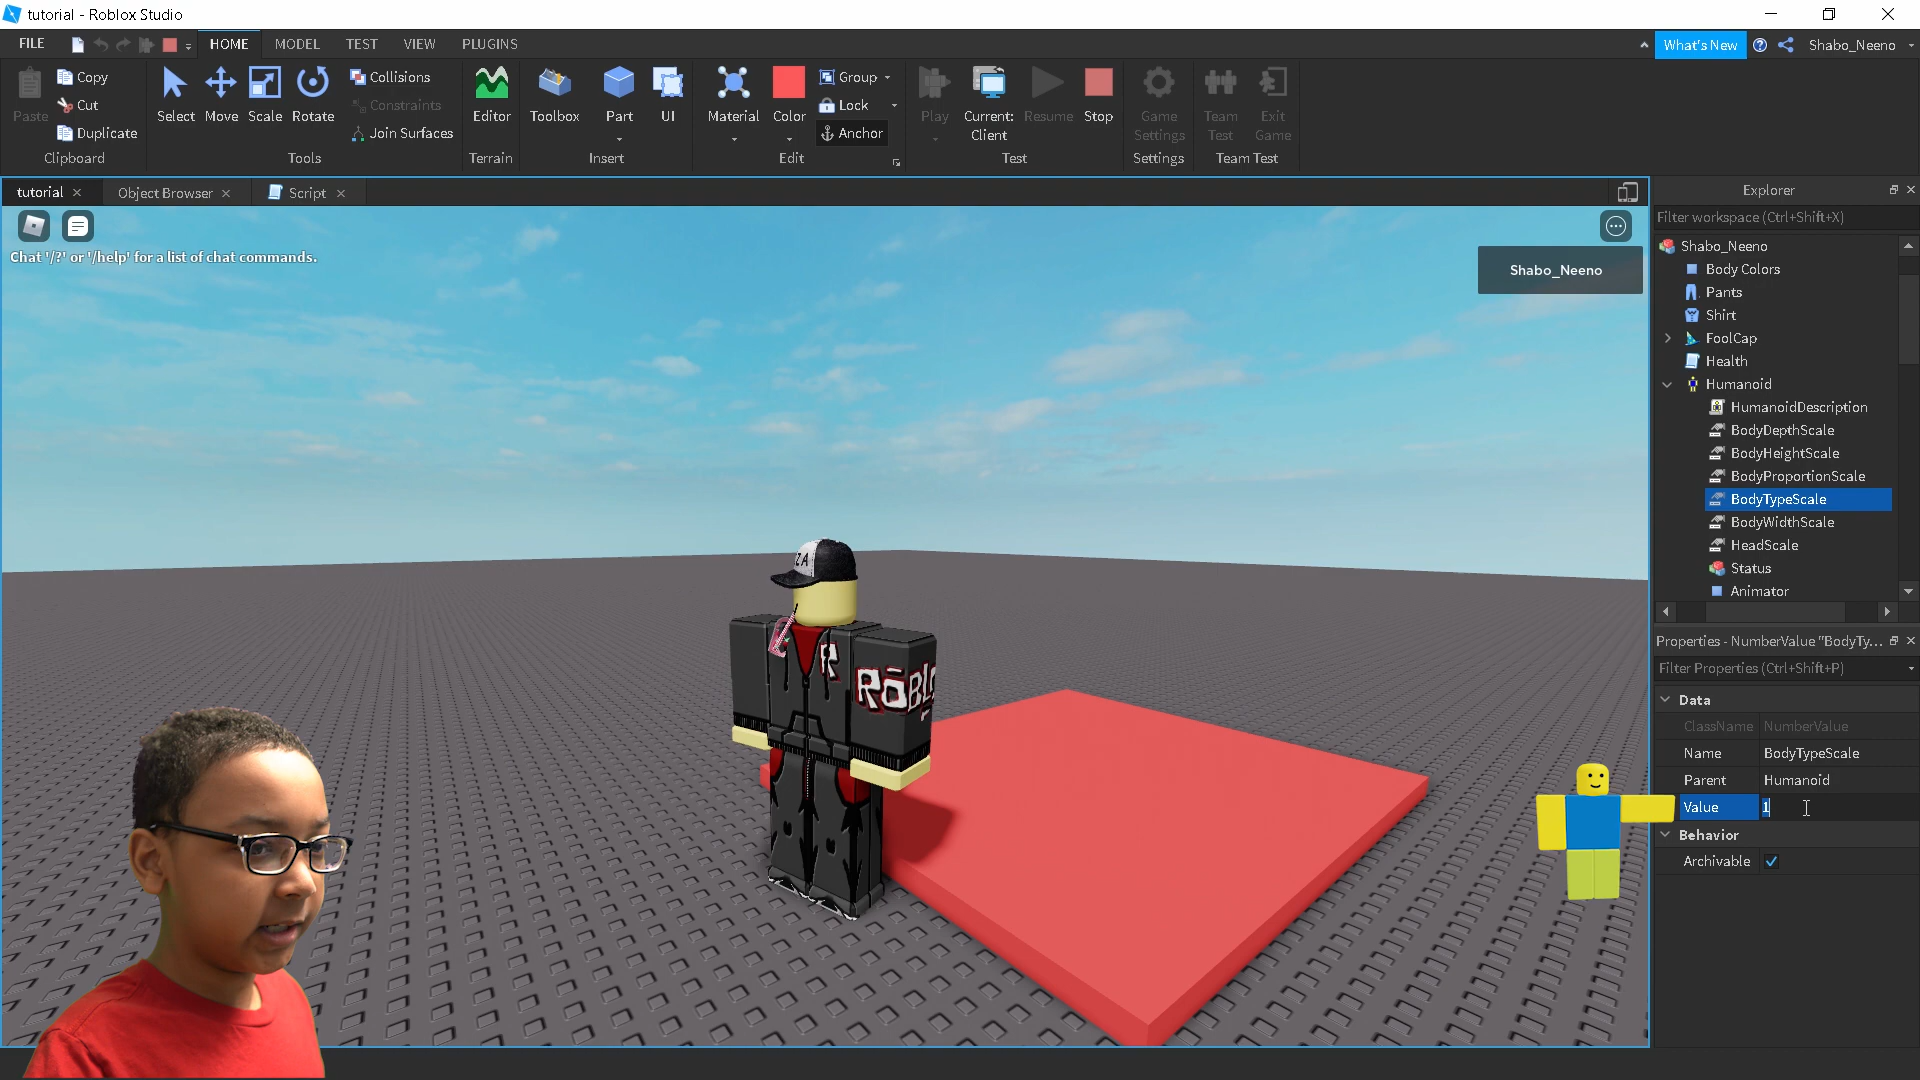 tutorial - Roblox Studio
FILE HOME MODEL TEST VIEW PLUGINS
What's New Shabo_Neeno
Paste Copy Cut Duplicate
Clipboard
Select Move Scale Rotate
Collisions
Constraints
Join Surfaces
Tools
Editor
Terrain
Toolbox Part UI
Insert
Material Color
Group
Lock
Anchor
Edit
Play Current: Client Resume Stop
Test
Game Settings
Settings
Team Test Exit Game
Team Test
tutorial Object Browser Script
Chat '/?' or '/help' for a list of chat commands.
Shabo_Neeno
ZA
R
Explorer
Filter workspace (Ctrl+Shift+X)
Shabo_Neeno
Body Colors
Pants
Shirt
FoolCap
Health
Humanoid
HumanoidDescription
BodyDepthScale
BodyHeightScale
BodyProportionScale
BodyTypeScale
BodyWidthScale
HeadScale
Status
Animator
Properties - NumberValue "BodyTy...
Filter Properties (Ctrl+Shift+P)
Data
ClassName NumberValue
Name BodyTypeScale
Parent Humanoid
Value 1
Behavior
Archivable